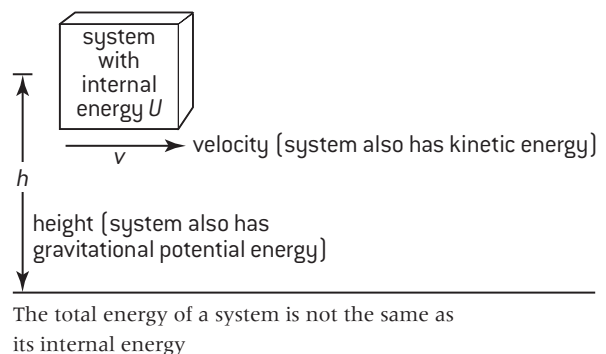 system
with
internal
energy U
velocity (system also has kinetic energy)
v
h
height (system also has
gravitational potential energy)
The total energy of a system is not the same as
its internal energy